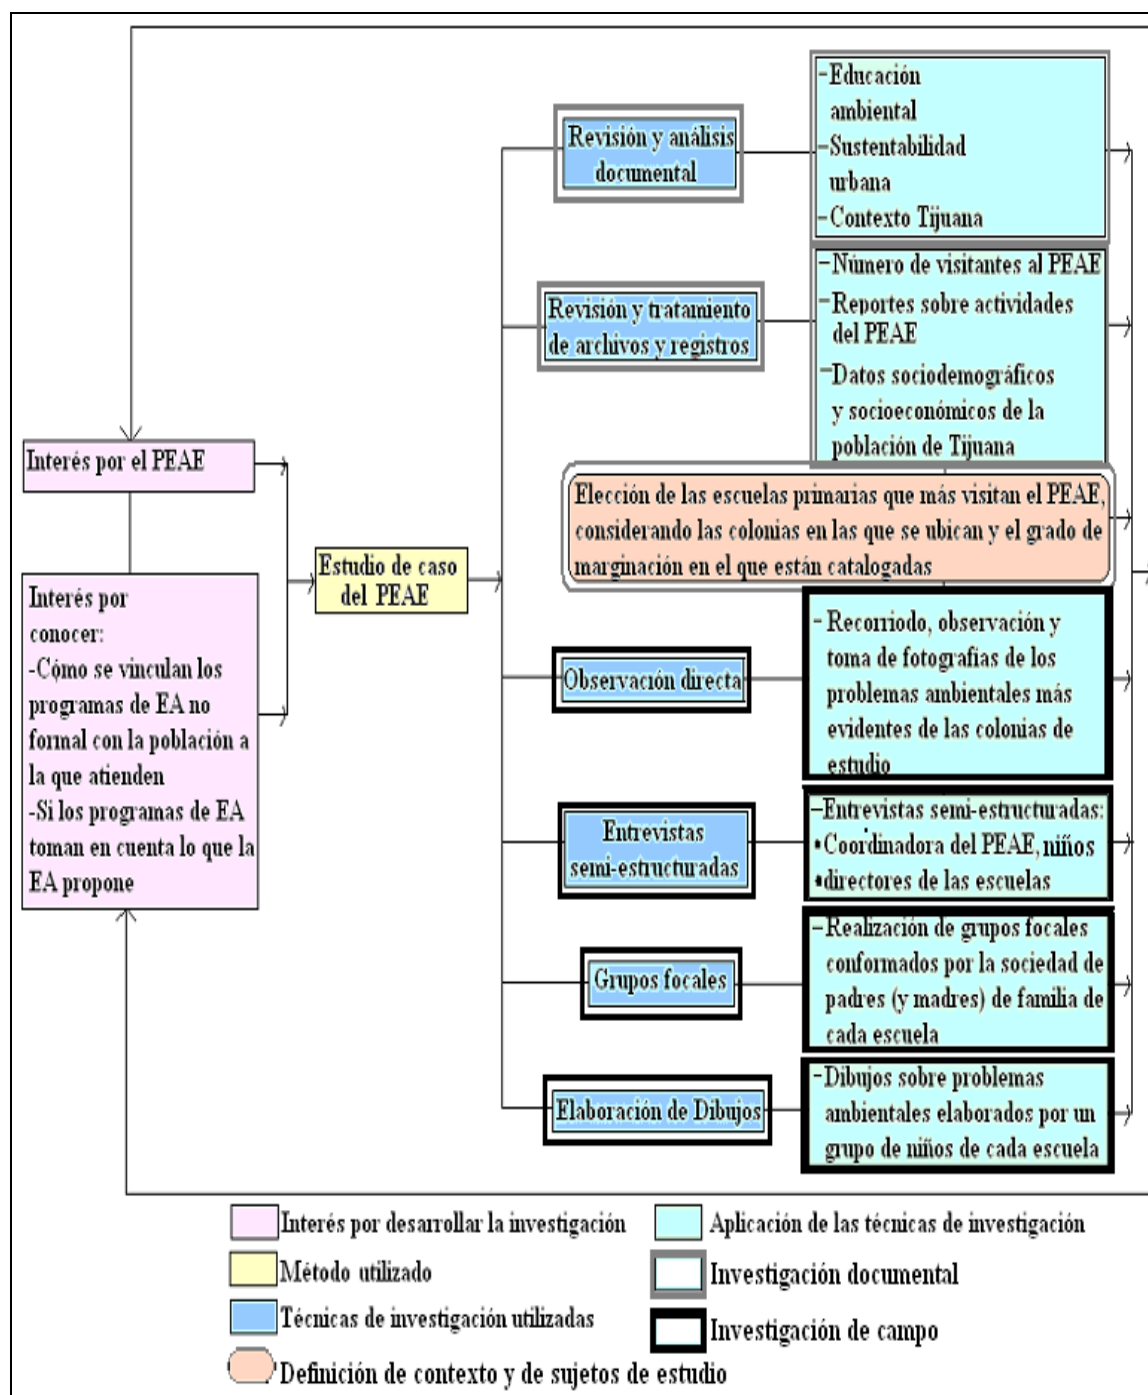 Interés por el PEAE
Interés por
conocer:
-Cómo se vinculan los
programas de EA no
formal con la población a
la que atienden
-Si los programas de EA
toman en cuenta lo que la
EA propone
Estudio de caso
del PEAE
Revisión y análisis
documental
–Educación
ambiental
–Sustentabilidad
urbana
–Contexto Tijuana
Revisión y tratamiento
de archivos y registros
–Número de visitantes al PEAE
–Reportes sobre actividades
del PEAE
–Datos sociodemográficos
y socioeconómicos de la
población de Tijuana
Elección de las escuelas primarias que más visitan el PEAE,
considerando las colonias en las que se ubican y el grado de
marginación en el que están catalogadas
Observación directa
– Recorriodo, observación y
toma de fotografías de los
problemas ambientales más
evidentes de las colonias de
estudio
Entrevistas
semi-estructuradas
–Entrevistas semi-estructuradas:
•Coordinadora del PEAE, niños
•directores de las escuelas
Grupos focales
–Realización de grupos focales
conformados por la sociedad de
padres (y madres) de familia de
cada escuela
Elaboración de Dibujos
–Dibujos sobre problemas
ambientales elaborados por un
grupo de niños de cada escuela
Interés por desarrollar la investigación
Método utilizado
Técnicas de investigación utilizadas
Definición de contexto y de sujetos de estudio
Aplicación de las técnicas de investigación
Investigación documental
Investigación de campo